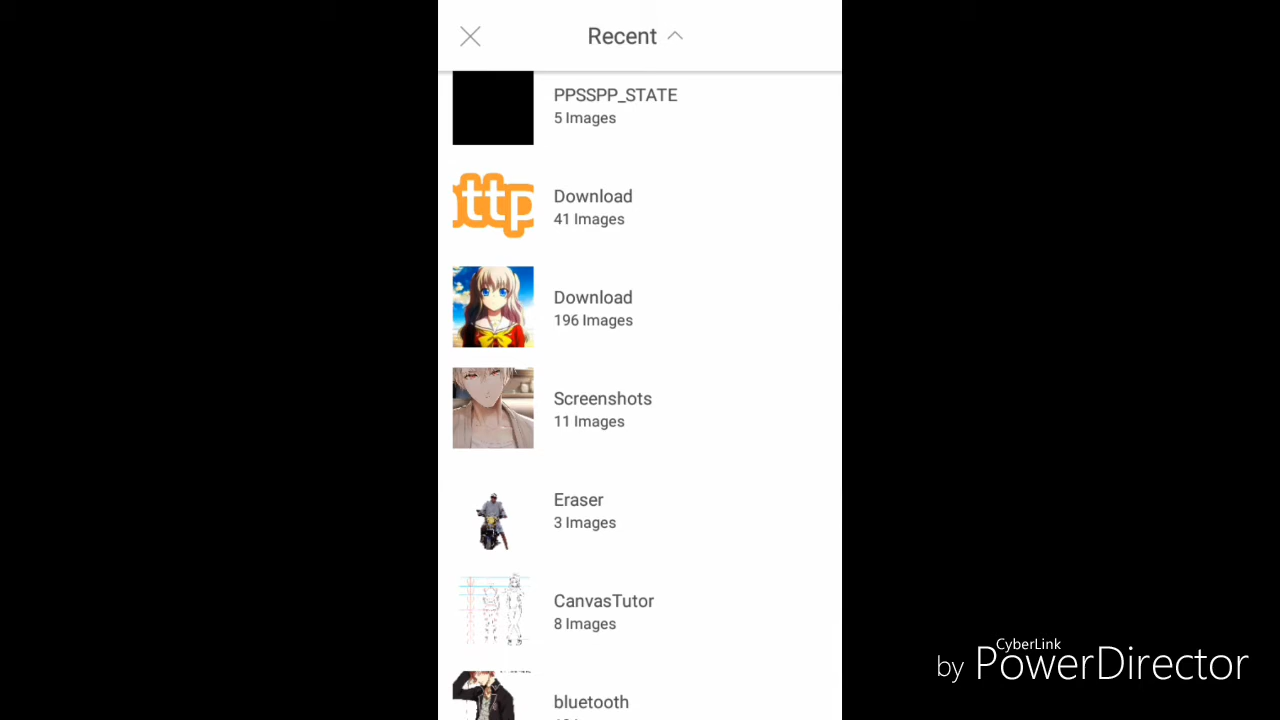 Recent
PPSSPP_STATE
5 Images
ttp
Download
41 Images
Download
196 Images
Screenshots
11 Images
Eraser
3 Images
CanvasTutor
8 Images
bluetooth
CyberLink
by PowerDirector